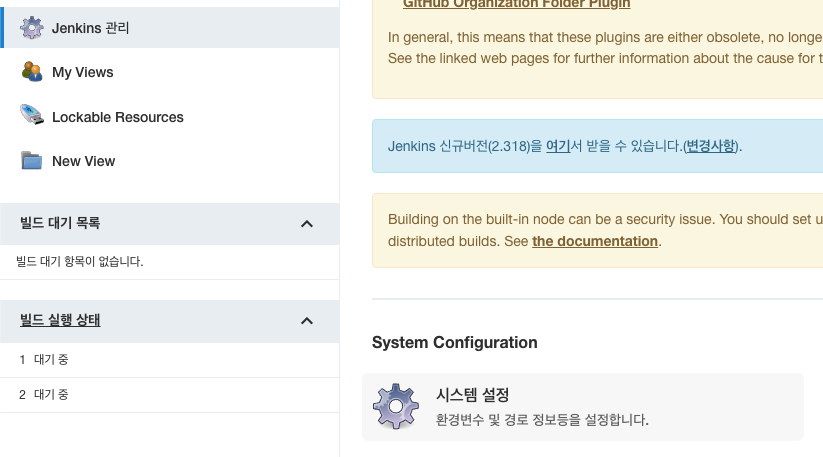 Jenkins 관리
My Views
Lockable Resources
New View
빌드 대기 목록
빌드 대기 항목이 없습니다.
빌드 실행 상태
1 대기 중
2 대기 중
GitHub Organization Folder Plugin
In general, this means that these plugins are either obsolete, no longe
See the linked web pages for further information about the cause for t
Jenkins 신규버전(2.318)을 여기서 받을 수 있습니다.(변경사항).
Building on the built-in node can be a security issue. You should set u
distributed builds. See the documentation.
System Configuration
시스템 설정
환경변수 및 경로 정보등을 설정합니다.